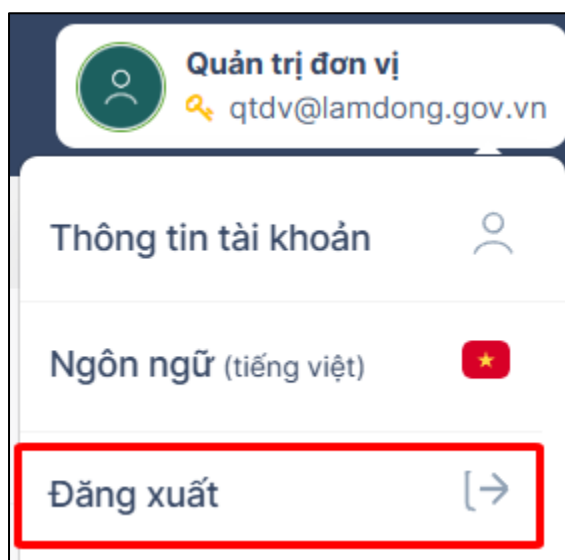 Quản trị đơn vị
qtdv@lamdong.gov.vn
Thông tin tài khoản
Ngôn ngữ (tiếng việt)
Đăng xuất